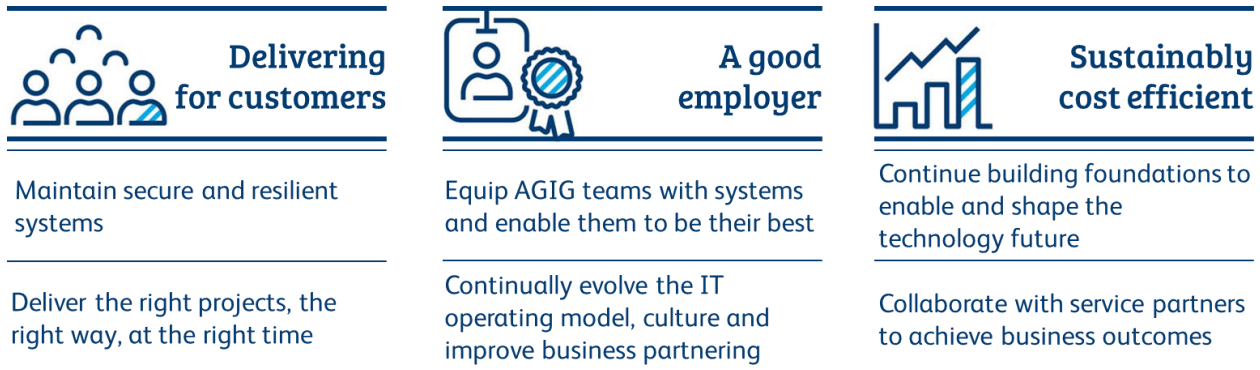 Delivering
for customers
Maintain secure and resilient
systems
Deliver the right projects, the
right way, at the right time
A good
employer
Equip AGIG teams with systems
and enable them to be their best
Continually evolve the IT
operating model, culture and
improve business partnering
Sustainably
cost efficient
Continue building foundations to
enable and shape the
technology future
Collaborate with service partners
to achieve business outcomes